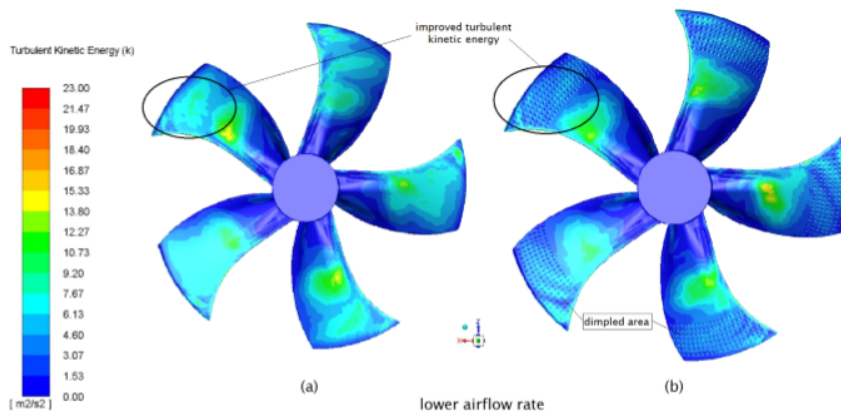 improved turbulent
kinetic energy
Turbulent Kinetic Energy (k)
23.00
21.47
19.93
18.40
16.87
15.33
13.80
12.27
10.73
9.20
7.67
6.13
4.60
3.07
1.53
0.00
[ m2/s2 ]
dimpled area
(a)
(b)
lower airflow rate